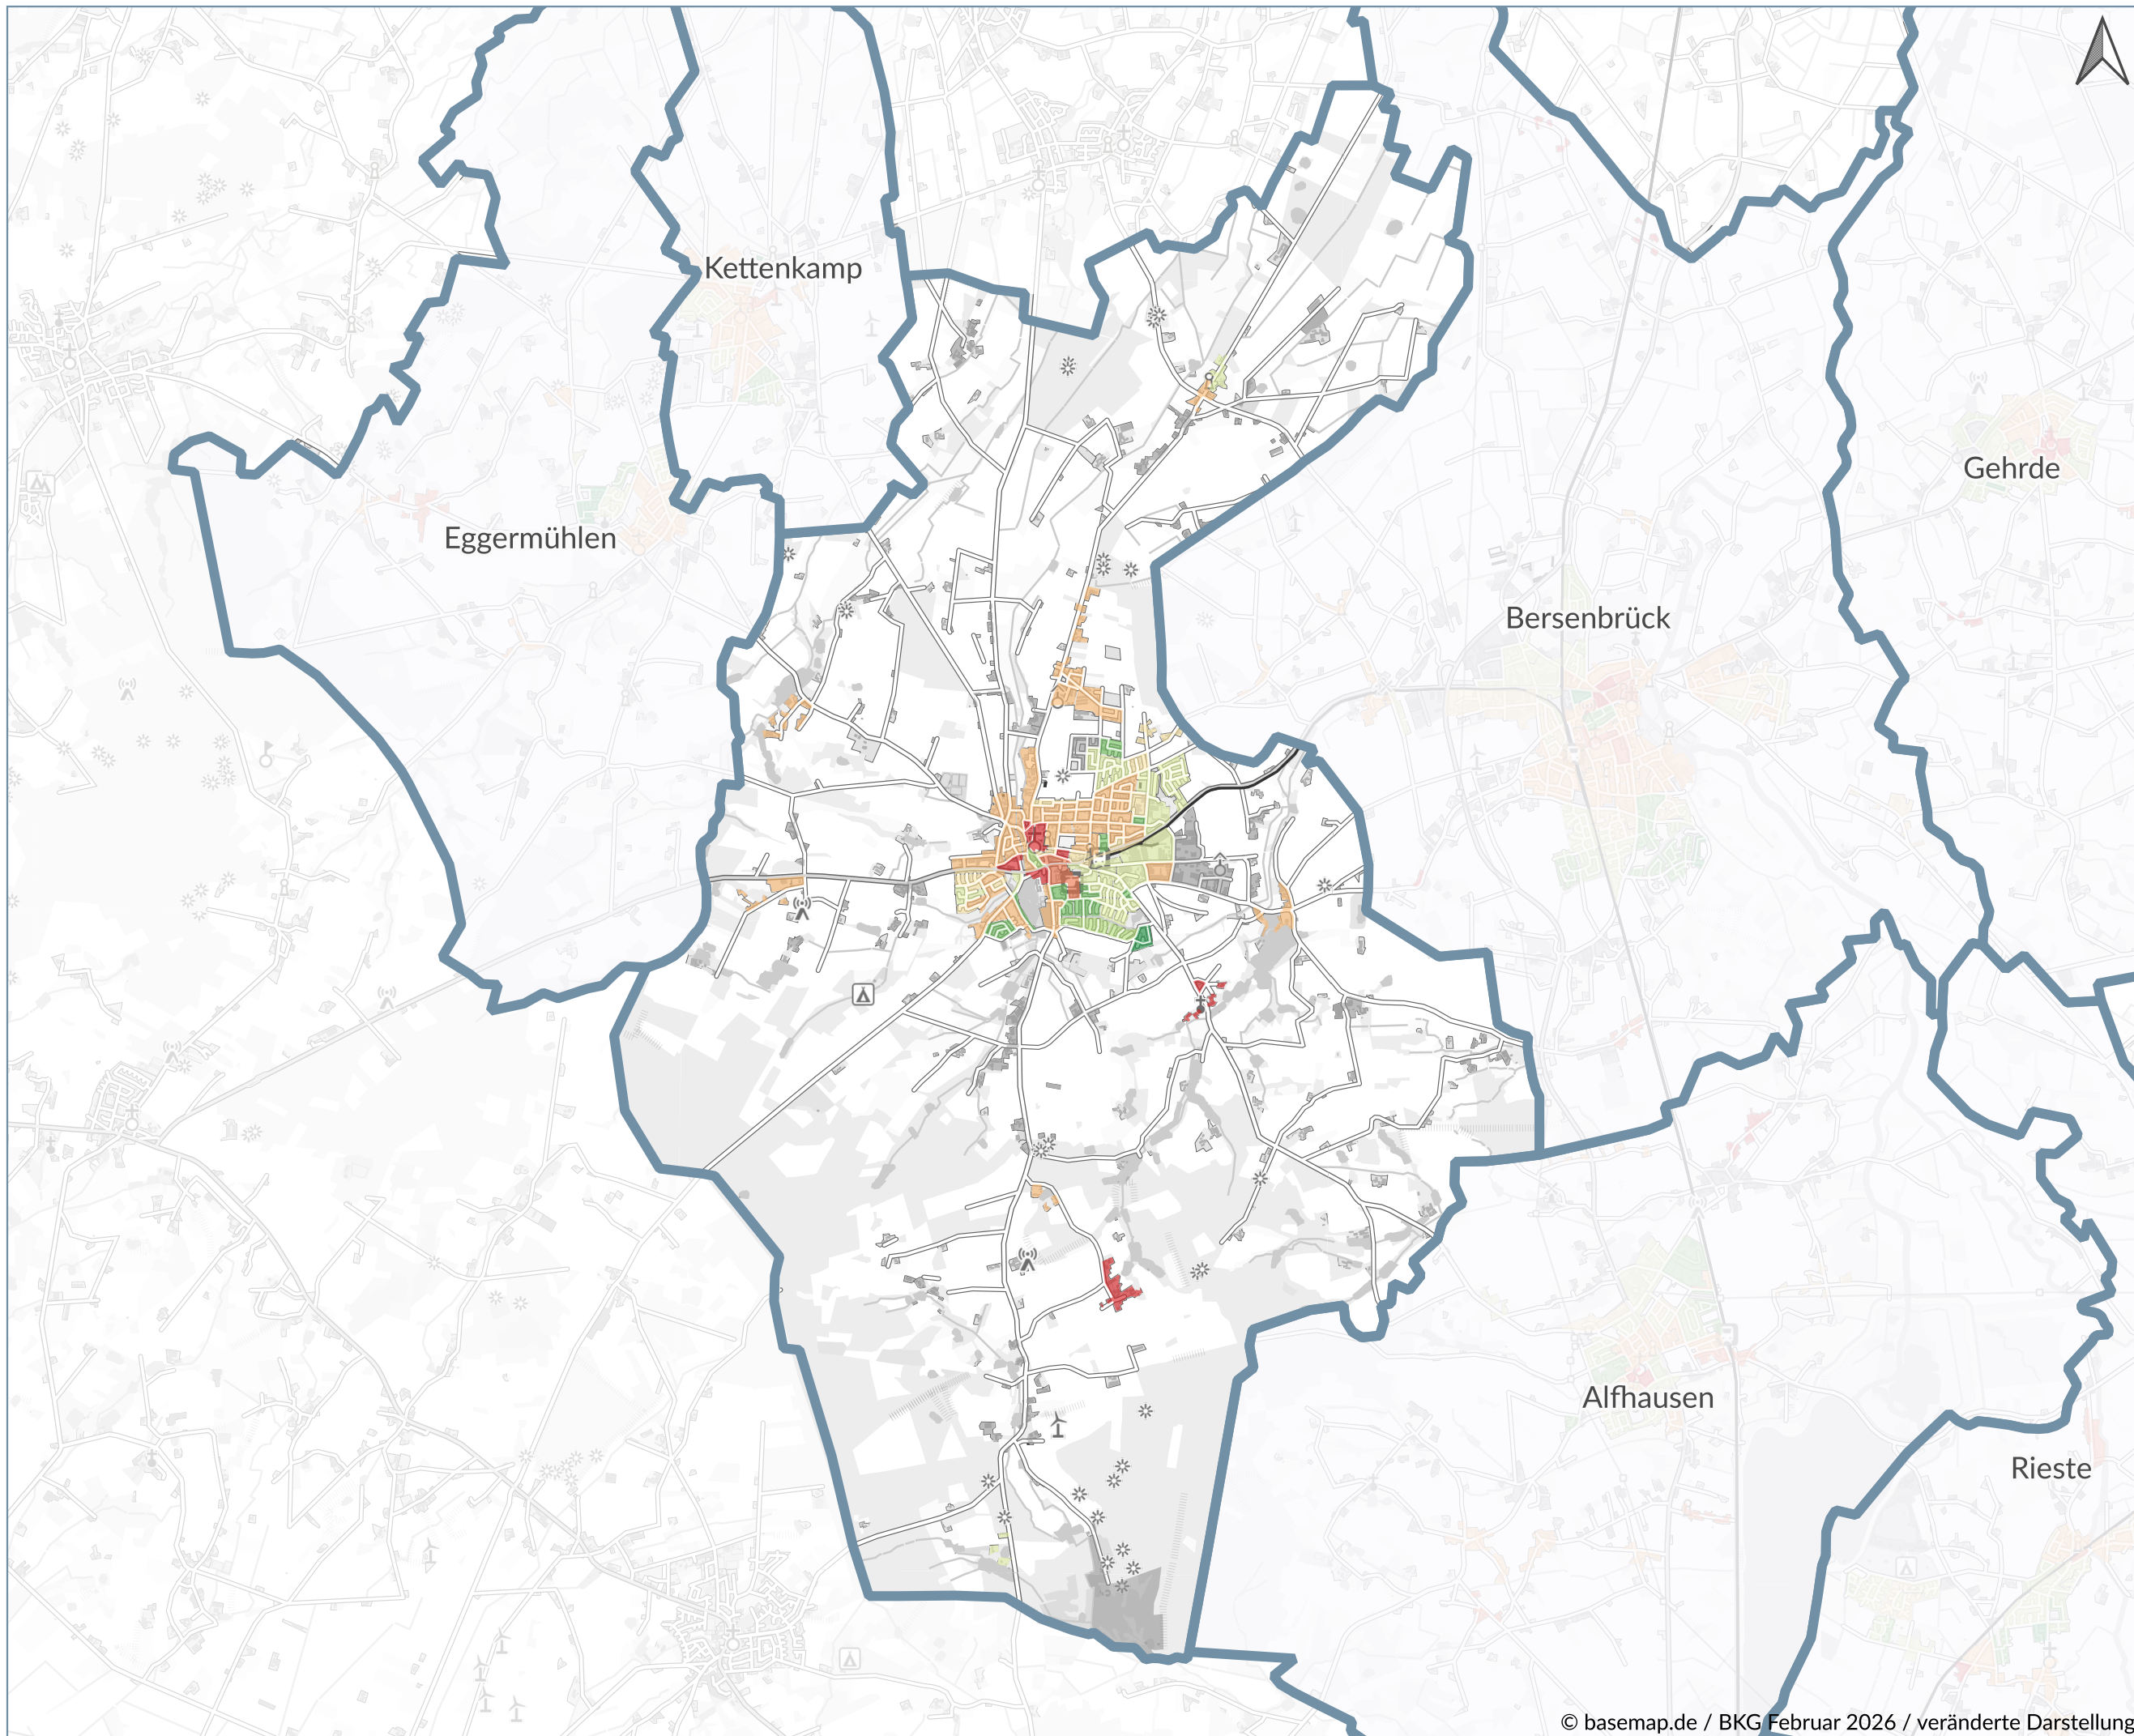 Kettenkamp
Gehrde
Eggermühlen
Bersenbrück
Alfhausen
Rieste
© basemap.de / BKG Februar 2026 / veränderte Darstellung